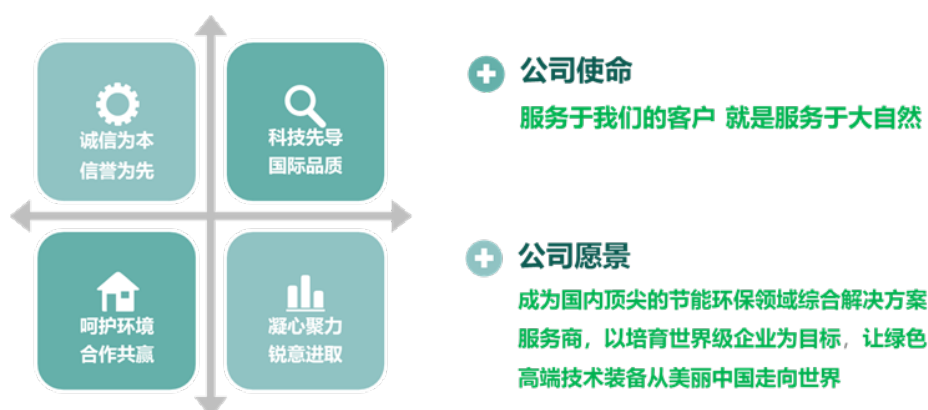 诚信为本
信誉为先
科技先导
国际品质
呵护环境
合作共赢
凝心聚力
锐意进取
公司使命
服务于我们的客户 就是服务于大自然
公司愿景
成为国内顶尖的节能环保领域综合解决方案
服务商，以培育世界级企业为目标，让绿色
高端技术装备从美丽中国走向世界